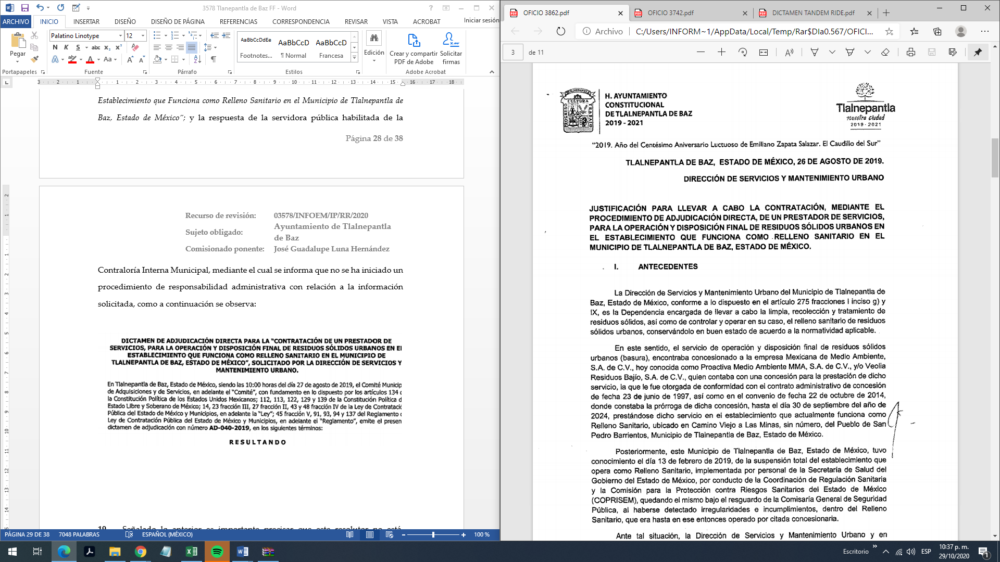 3578 Tlanepantla de Baz FF - Word
ARCHIVO
INICIO
INSERTAR
DISEÑO
DISEÑO DE PÁGINA
REFERENCIAS
CORRESPONDENCIA
REVISAR
VISTA
ACROBAT
Iniciar sesión
Pegar
Palatino Linotype
12
N K S abc x₂ x²
AaBbCcDdEe
AaBbCcD
AaBbCcD
Footnotes...
¶ Normal
Francesa
Edición
Crear y compartir
PDF de Adobe
Solicitar
firmas
Portapapeles
Fuente
Párrafo
Estilos
Adobe Acrobat
Establecimiento que Funciona como Relleno Sanitario en el Municipio de Tlalnepantla de
Baz, Estado de México"; y la respuesta de la servidora pública habilitada de la
Página 28 de 38
Recurso de revisión: 03578/INFOEM/IP/RR/2020
Sujeto obligado: Ayuntamiento de Tlalnepantla
de Baz
Comisionado ponente: José Guadalupe Luna Hernández
Contraloría Interna Municipal, mediante el cual se informa que no se ha iniciado un
procedimiento de responsabilidad administrativa con relación a la información
solicitada, como a continuación se observa:
DICTAMEN DE ADJUDICACIÓN DIRECTA PARA LA "CONTRATACIÓN DE UN PRESTADOR DE
SERVICIOS, PARA LA OPERACIÓN Y DISPOSICIÓN FINAL DE RESIDUOS SÓLIDOS URBANOS EN EL
ESTABLECIMIENTO QUE FUNCIONA COMO RELLENO SANITARIO EN EL MUNICIPIO DE
TLALNEPANTLA DE BAZ, ESTADO DE MÉXICO", SOLICITADO POR LA DIRECCIÓN DE SERVICIOS Y
MANTENIMIENTO URBANO.
En Tlalnepantla de Baz, Estado de México, siendo las 10:00 horas del día 27 de agosto de 2019, el Comité Municip
de Adquisiciones y de Servicios, en adelante el "Comité", con fundamento en lo dispuesto por los artículos 134 d
la Constitución Política de los Estados Unidos Mexicanos; 112, 113, 122, 129 y 139 de la Constitución Política d
Estado Libre y Soberano de México; 14, 23 fracción III, 27 fracción II, 43 y 48 fracción IV de la Ley de Contratació
Pública del Estado de México y Municipios, en adelante la "Ley"; 45 fracción V, 91, 93, 94 y 137 del Reglamento d
Ley de Contratación Pública del Estado de México y Municipios, en adelante el "Reglamento", emite el presen
dictamen de adjudicación con número AD-040-2019, en los siguientes términos:
RESULTANDO
19. Señalado lo anterior es importante precisar que este resolutor no está
PÁGINA 29 DE 38
7048 PALABRAS
ESPAÑOL (MÉXICO)
100 %
OFICIO 3862.pdf
OFICIO 3742.pdf
DICTAMEN TANDEM RIDE.pdf
Archivo
C:/Users/INFORM~1/AppData/Local/Temp/Rar$DIa0.567/OFICI...
3 de 11
H. AYUNTAMIENTO
CONSTITUCIONAL
DE TLALNEPANTLA DE BAZ
2019 - 2021
CULTURA
PROGRESO
TRABAJO
Tlalnepantla
nuestra ciudad
2019 - 2021
"2019. Año del Centésimo Aniversario Luctuoso de Emiliano Zapata Salazar. El Caudillo del Sur"
TLALNEPANTLA DE BAZ, ESTADO DE MÉXICO, 26 DE AGOSTO DE 2019.
DIRECCIÓN DE SERVICIOS Y MANTENIMIENTO URBANO
JUSTIFICACIÓN PARA LLEVAR A CABO LA CONTRATACIÓN, MEDIANTE EL
PROCEDIMIENTO DE ADJUDICACIÓN DIRECTA, DE UN PRESTADOR DE SERVICIOS,
PARA LA OPERACIÓN Y DISPOSICIÓN FINAL DE RESIDUOS SÓLIDOS URBANOS EN
EL ESTABLECIMIENTO QUE FUNCIONA COMO RELLENO SANITARIO EN EL
MUNICIPIO DE TLALNEPANTLA DE BAZ, ESTADO DE MÉXICO.
I. ANTECEDENTES
La Dirección de Servicios y Mantenimiento Urbano del Municipio de Tlalnepantla de
Baz, Estado de México, conforme a lo dispuesto en el artículo 275 fracciones I inciso g) y
IX, es la Dependencia encargada de llevar a cabo la limpia, recolección y tratamiento de
residuos sólidos, así como de controlar y operar en su caso, el relleno sanitario de residuos
sólidos urbanos, conservándolo en buen estado de acuerdo a la normatividad aplicable.
En este sentido, el servicio de operación y disposición final de residuos sólidos
urbanos (basura), encontraba concesionado a la empresa Mexicana de Medio Ambiente,
S.A. de C.V., hoy conocida como Proactiva Medio Ambiente MMA, S.A. de C.V., y/o Veolia
Residuos Bajío, S.A. de C.V., quien contaba con una concesión para la prestación de dicho
servicio, la que le fue otorgada de conformidad con el contrato administrativo de concesión
de fecha 23 de junio de 1997, así como en el convenio de fecha 22 de octubre de 2014,
donde constaba la prórroga de dicha concesión, hasta el día 30 de septiembre del año de
2024, prestándose dicho servicio en el establecimiento que actualmente funciona como
Relleno Sanitario, ubicado en Camino Viejo a Las Minas, sin número, del Pueblo de San
Pedro Barrientos, Municipio de Tlalnepantla de Baz, Estado de México.
Posteriormente, este Municipio de Tlalnepantla de Baz, Estado de México, tuvo
conocimiento el día 13 de febrero de 2019, de la suspensión total del establecimiento que
opera como Relleno Sanitario, implementada por personal de la Secretaría de Salud del
Gobierno del Estado de México, por conducto de la Coordinación de Regulación Sanitaria
y la Comisión para la Protección contra Riesgos Sanitarios del Estado de México
(COPRISEM), quedando el mismo bajo el resguardo de la Comisaría General de Seguridad
Pública, al haberse detectado irregularidades e incumplimientos, dentro del Relleno
Sanitario, que era hasta en ese entonces operado por citada concesionaria.
Ante tal situación, la Dirección de Servicios y Mantenimiento Urbano y en
Escritorio
ESP
10:37 p. m.
29/10/2020
1